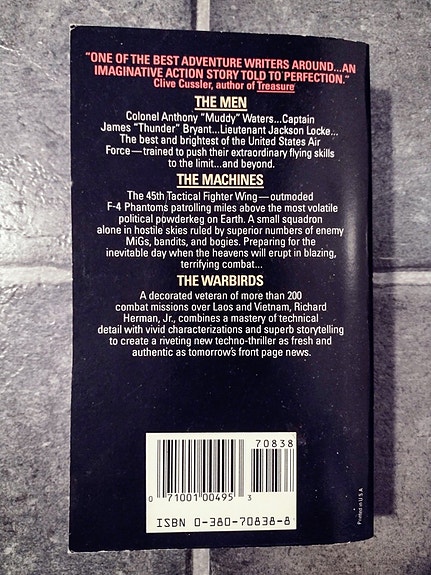 "ONE OF THE BEST ADVENTURE WRITERS AROUND...AN
IMAGINATIVE ACTION STORY TOLD TO PERFECTION."
Clive Cussler, author of Treasure
THE MEN
Colonel Anthony "Muddy" Waters...Captain
James "Thunder" Bryant...Lieutenant Jackson Locke...
The best and brightest of the United States Air
Force—trained to push their extraordinary flying skills
to the limit...and beyond.
THE MACHINES
The 45th Tactical Fighter Wing—outmoded
F-4 Phantoms patrolling miles above the most volatile
political powderkeg on Earth. A small squadron
alone in hostile skies ruled by superior numbers of enemy
MiGs, bandits, and bogies. Preparing for the
inevitable day when the heavens will erupt in blazing,
terrifying combat...
THE WARBIRDS
A decorated veteran of more than 200
combat missions over Laos and Vietnam, Richard
Herman, Jr., combines a mastery of technical
detail with vivid characterizations and superb storytelling
to create a riveting new techno-thriller as fresh and
authentic as tomorrow's front page news.
70838
0 71001 00495 3
ISBN 0-380-70838-8
Printed in U.S.A.